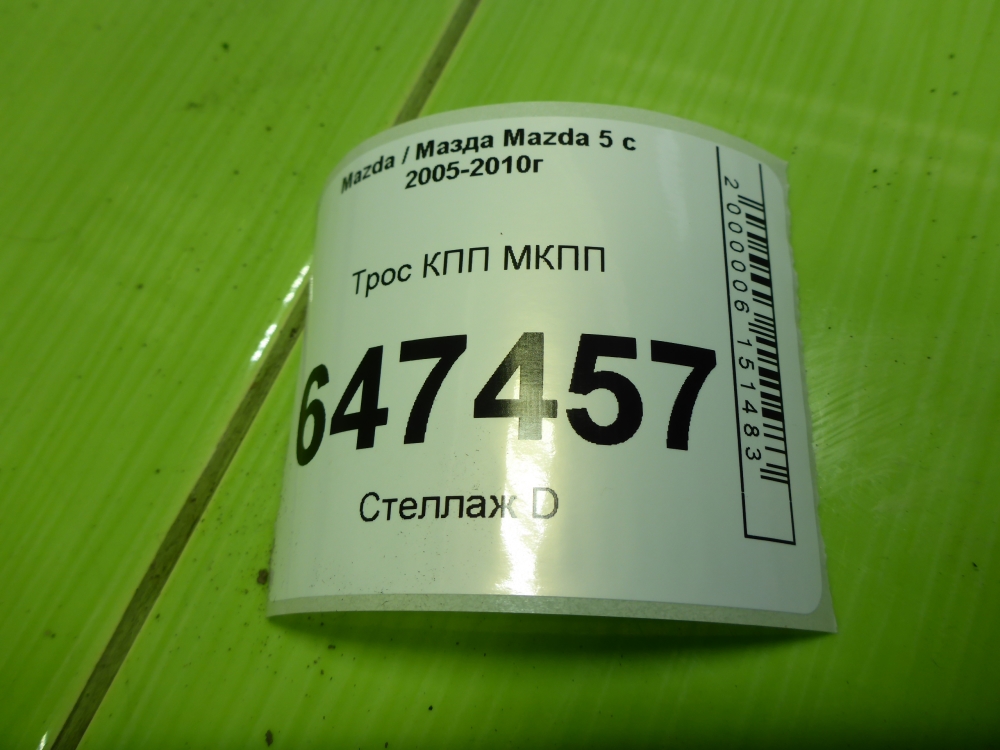 Mazda / Мазда Mazda 5 с
2005-2010г
Трос КПП МКПП
647457
Стеллаж D
2000006151483